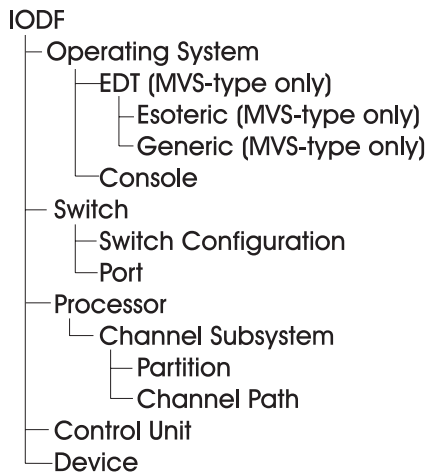 IODF
Operating System
EDT (MVS-type only)
Esoteric (MVS-type only)
Generic (MVS-type only)
Console
Switch
Switch Configuration
Port
Processor
Channel Subsystem
Partition
Channel Path
Control Unit
Device